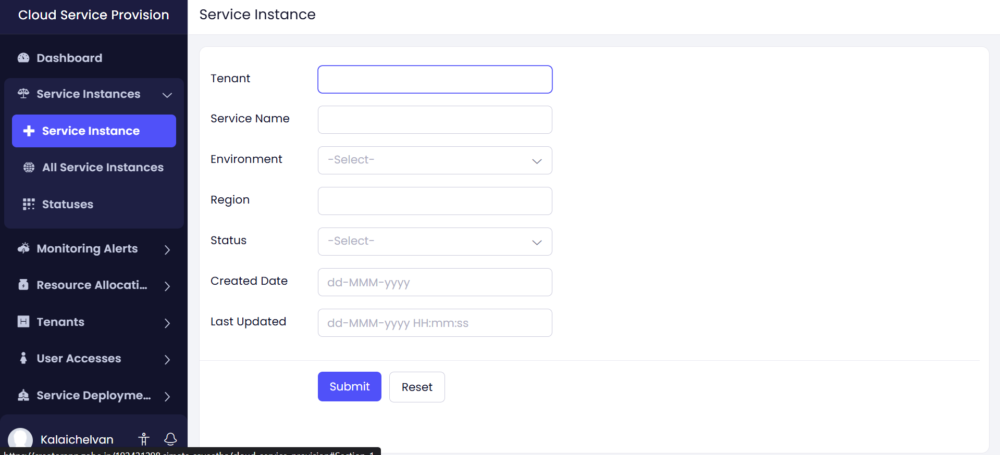 Cloud Service Provision
Service Instance
Dashboard
Service Instances
Service Instance
All Service Instances
Statuses
Monitoring Alerts
Resource Allocati...
Tenants
User Accesses
Service Deployme...
Kalaichelvan
Tenant
Service Name
Environment
-Select-
Region
Status
-Select-
Created Date
dd-MMM-yyyy
Last Updated
dd-MMM-yyyy HH:mm:ss
Submit
Reset